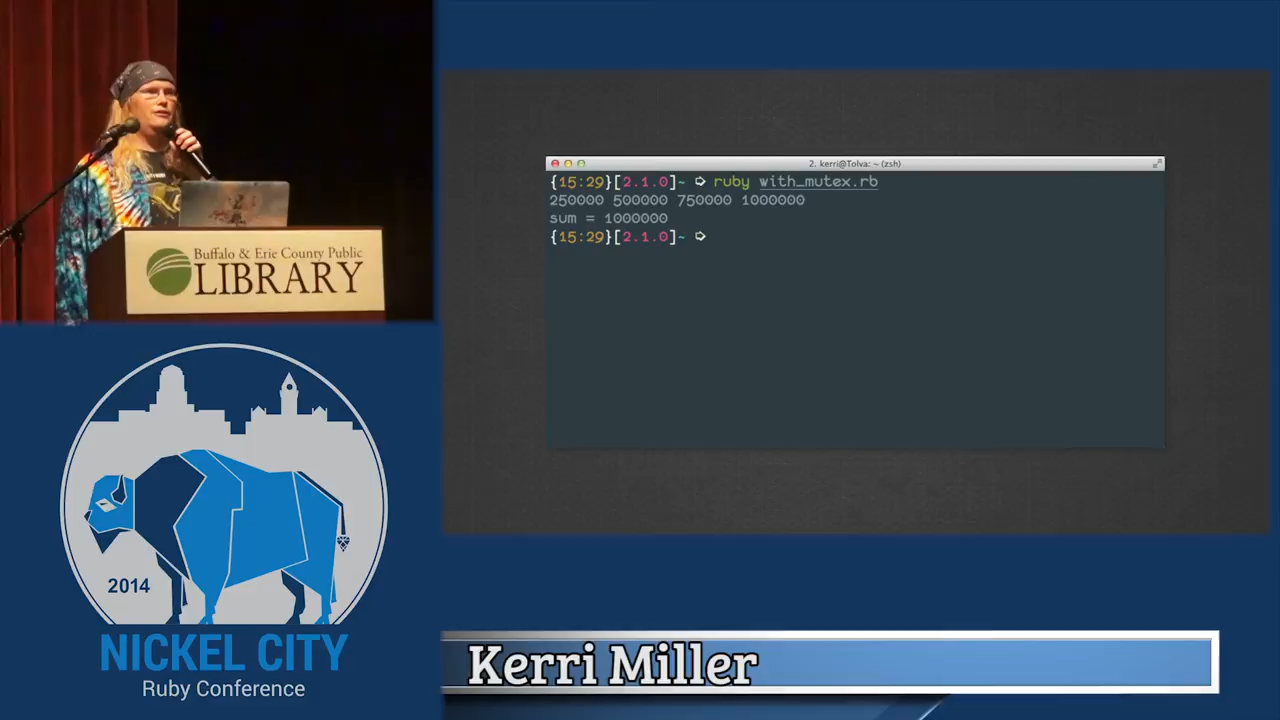 2. kerri@Tolva: ~ (zsh)
{15:29}[2.1.0]~ ➪ ruby with_mutex.rb
250000 500000 750000 1000000
sum = 1000000
{15:29}[2.1.0]~ ➪
Buffalo & Erie County Public
LIBRARY
2014
NICKEL CITY
Ruby Conference
Kerri Miller